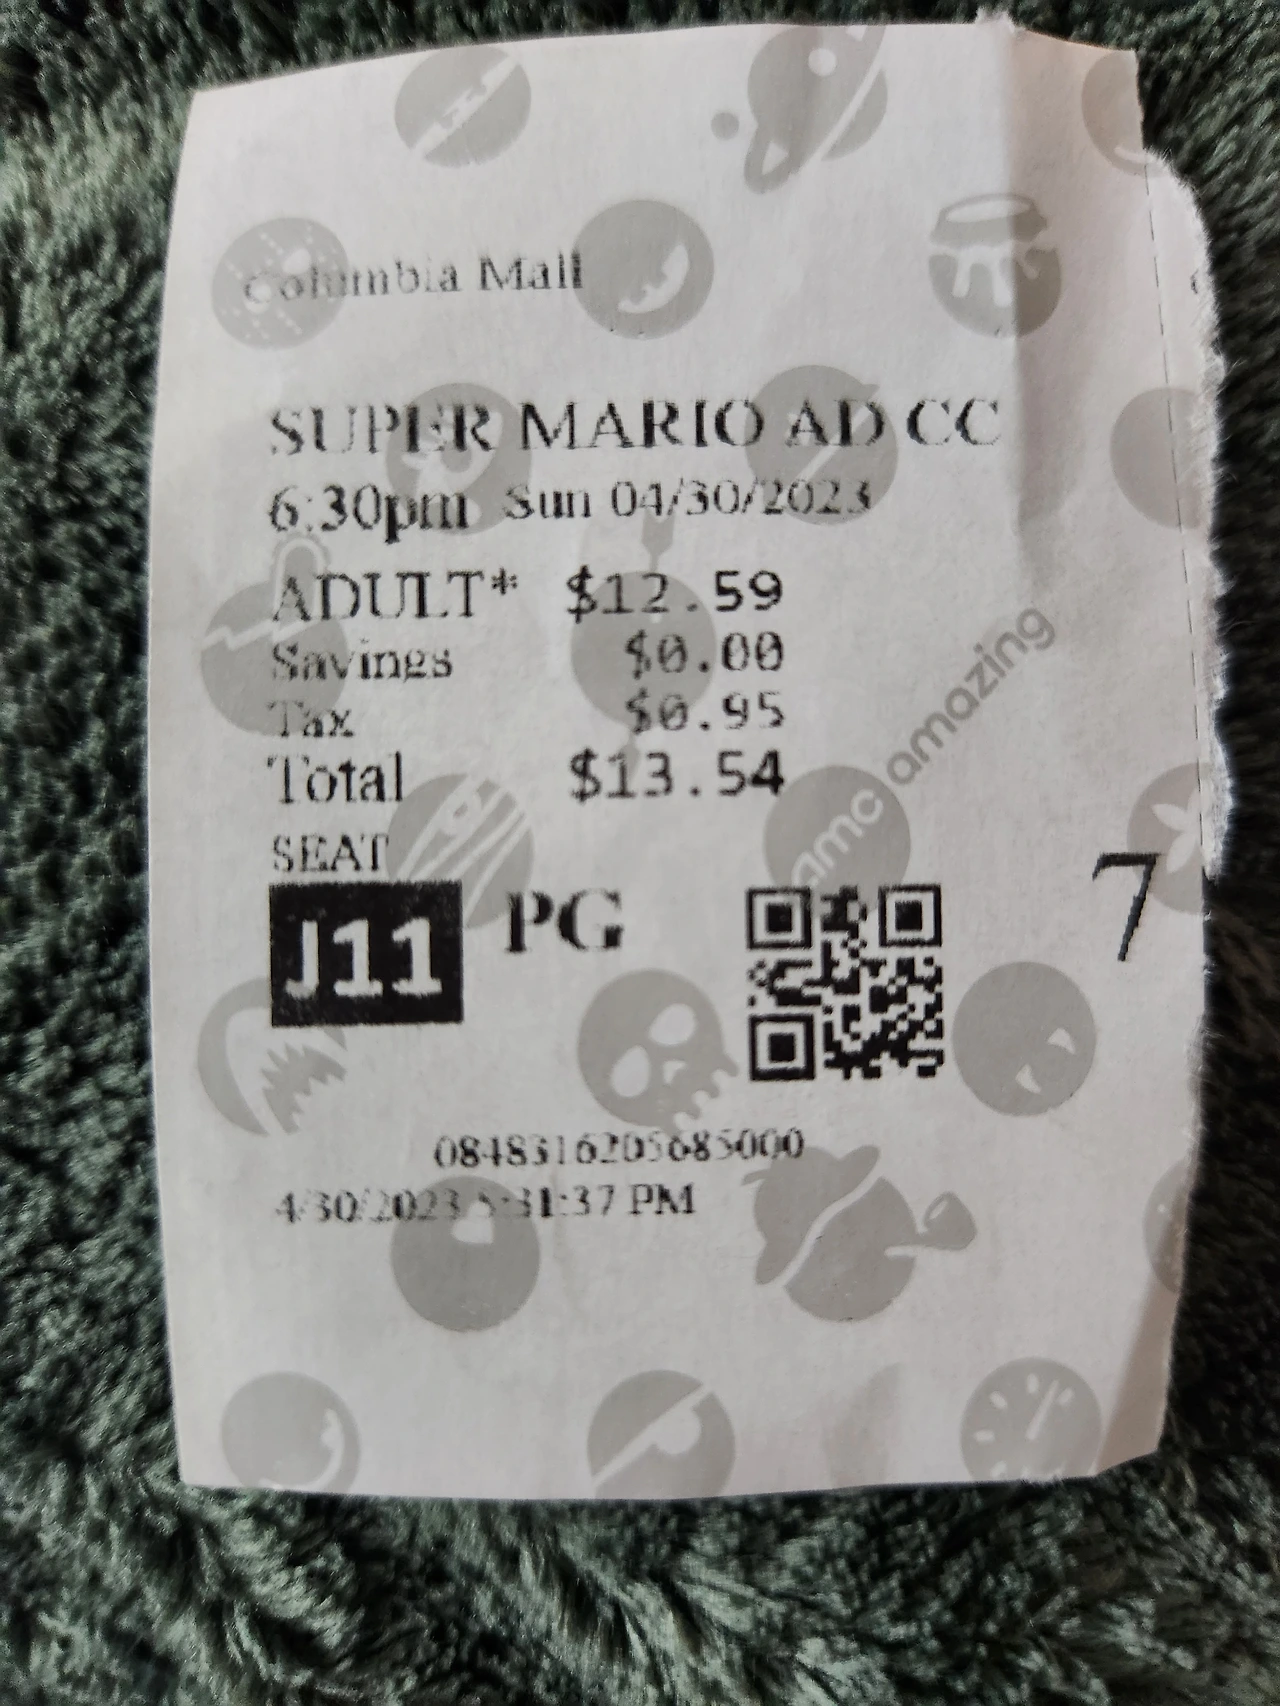 Columbia Mall
SUPER MARIO AD CC
6:30pm Sun 04/30/2023
ADULT* $12.59
Savings $0.00
Tax $0.95
Total $13.54
amc amazing
SEAT
J11 PG
7
0848316205685000
4/30/2023 5:31:37 PM